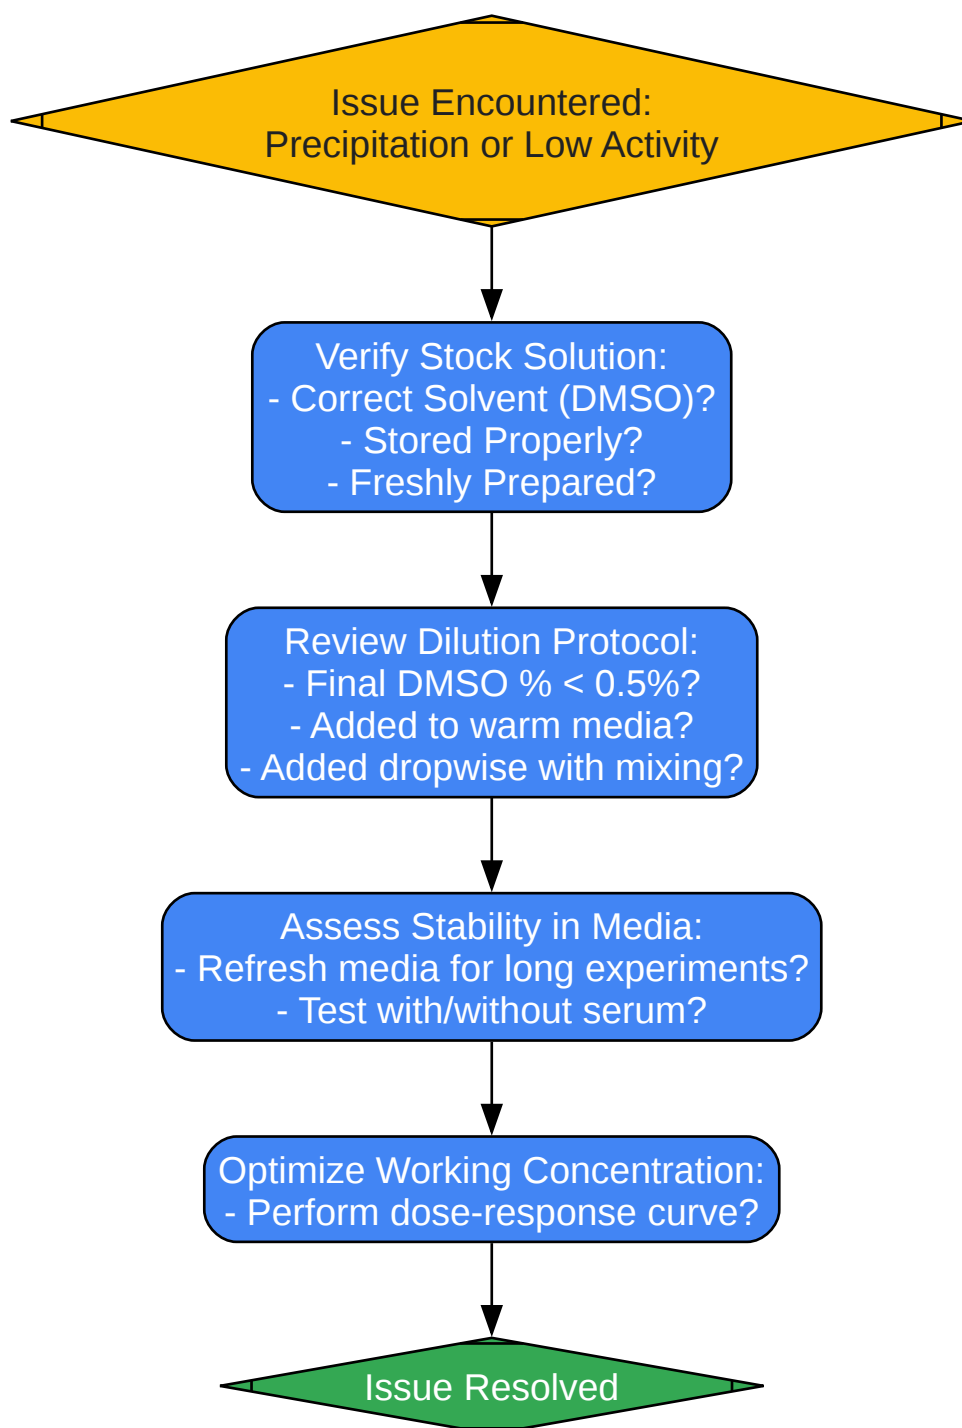 Issue Encountered:
Precipitation or Low Activity
Verify Stock Solution:
- Correct Solvent (DMSO)?
- Stored Properly?
- Freshly Prepared?
Review Dilution Protocol:
- Final DMSO % < 0.5%?
- Added to warm media?
- Added dropwise with mixing?
Assess Stability in Media:
- Refresh media for long experiments?
- Test with/without serum?
Optimize Working Concentration:
- Perform dose-response curve?
Issue Resolved